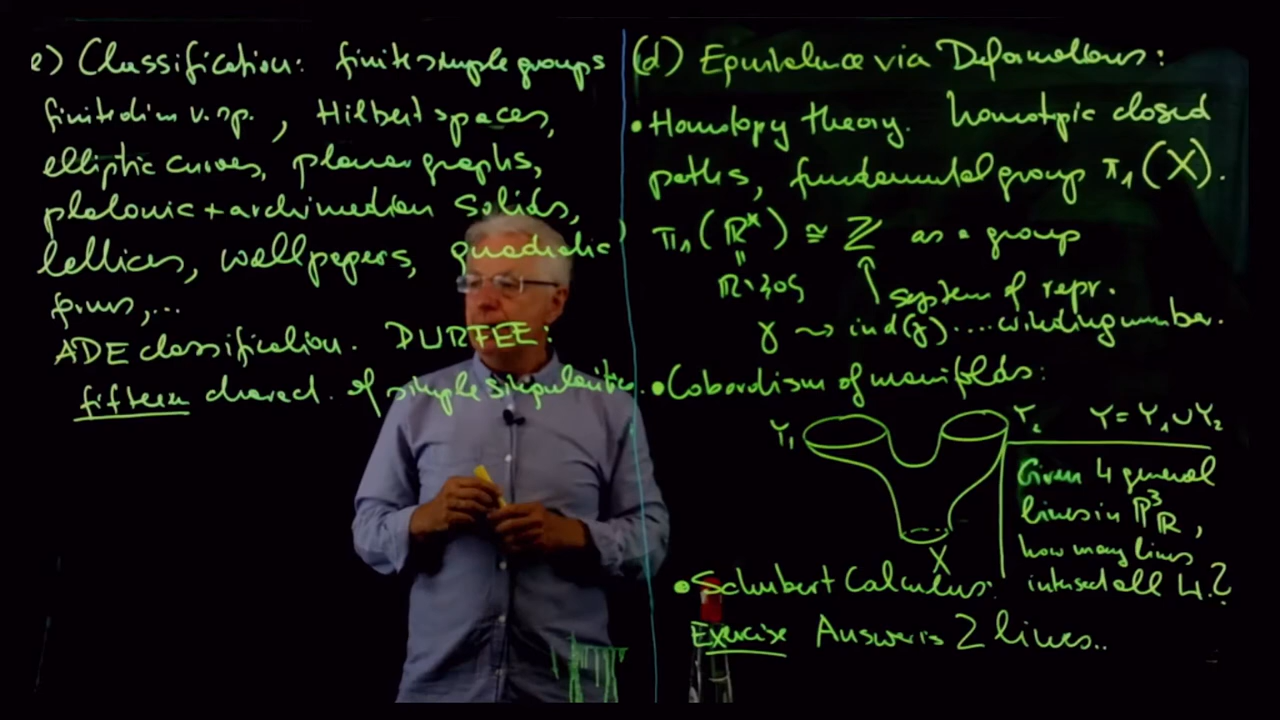 e) Classification: finite simple groups
finite dim v.sp., Hilbert spaces,
elliptic curves, planar graphs,
platonic + archimedian solids,
lattices, wallpapers, quadratic
forms,...
ADE classification. DURFEE:
fifteen charact. of simple singularities.
(d) Equivalence via Deformations:
• Homotopy theory. homotopic closed
paths, fundamental group π₁(X).
π₁(ℝ*) ≅ ℤ as a group
"
ℝ∖{0} ↑ system of repr.
γ ⇝ ind(γ)....winding number.
• Cobordism of manifolds:
Y₁ Y₂ Y = Y₁ ∪ Y₂
Given 4 general
lines in ℙ³ℝ,
how many lines
X
• Schubert Calculus: intersect all 4?
Exercise Answer is 2 lines..